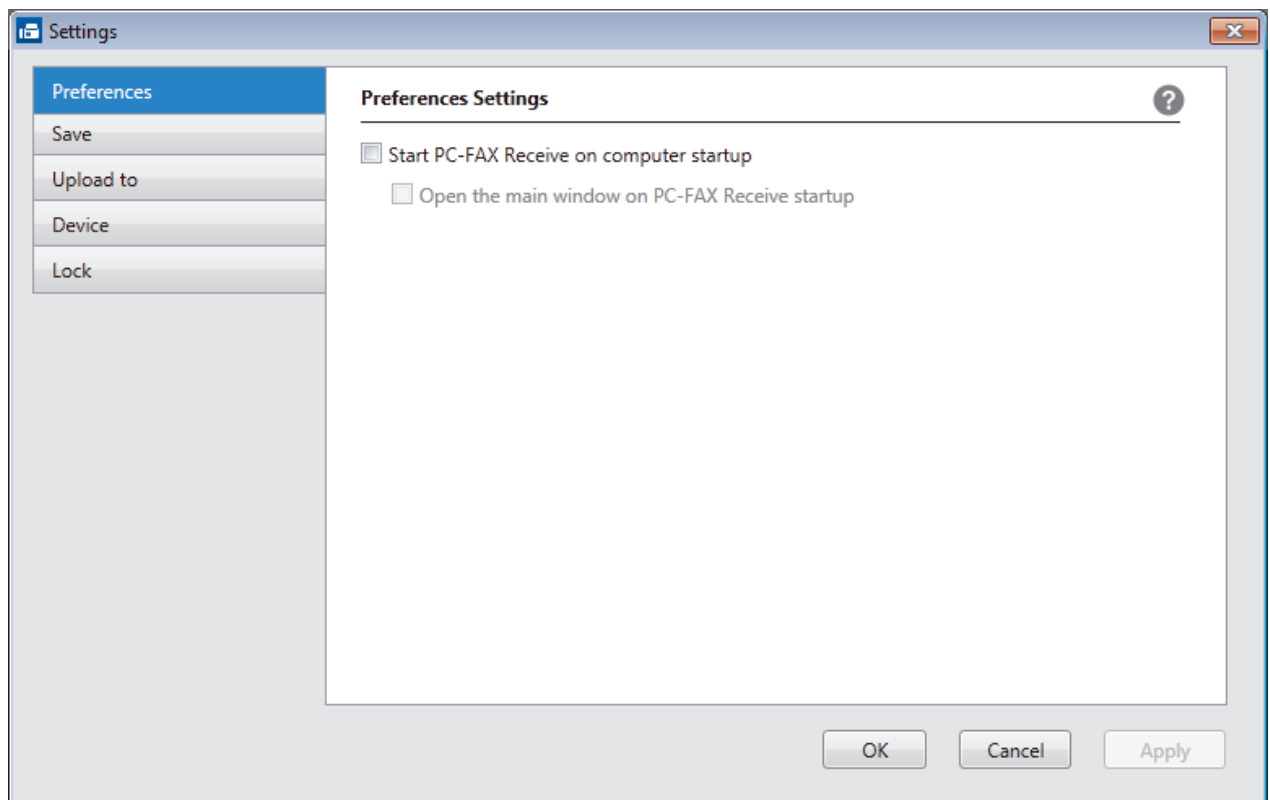 Settings
Preferences
Save
Upload to
Device
Lock
Preferences Settings
?
Start PC-FAX Receive on computer startup
Open the main window on PC-FAX Receive startup
OK
Cancel
Apply